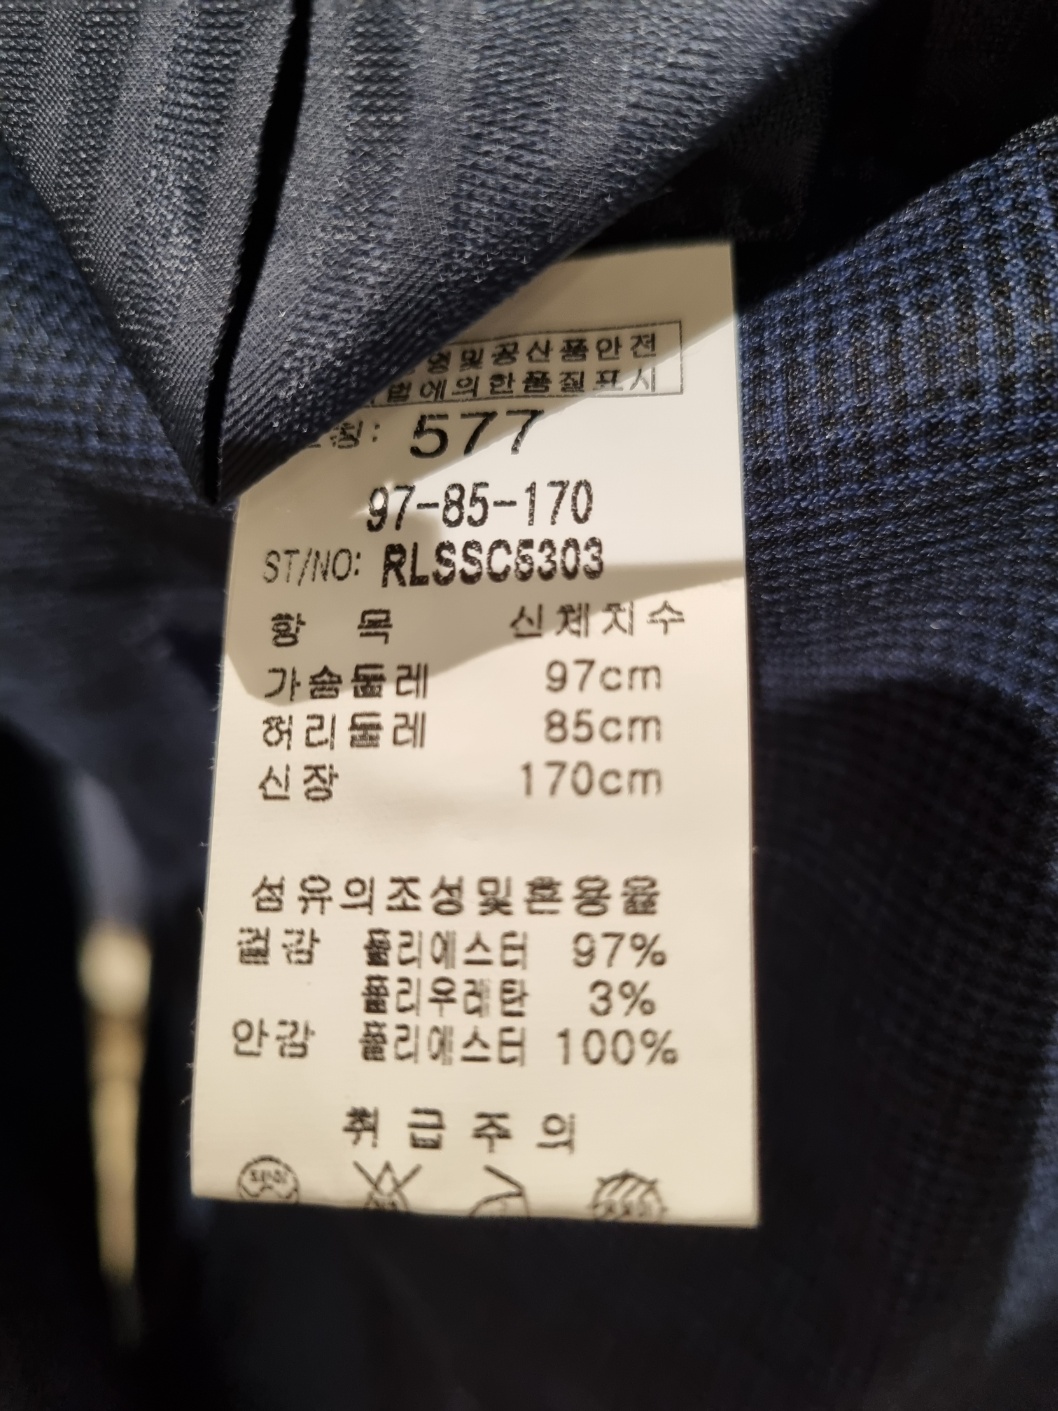 영및공산품안전
법에의한품질표시
577
97-85-170
ST/NO: RLSSC5303
항 목 신체치수
가슴둘레 97cm
허리둘레 85cm
신장 170cm
섬유의조성및혼용율
겉감 폴리에스터 97%
폴리우레탄 3%
안감 폴리에스터 100%
취급주의
드라이